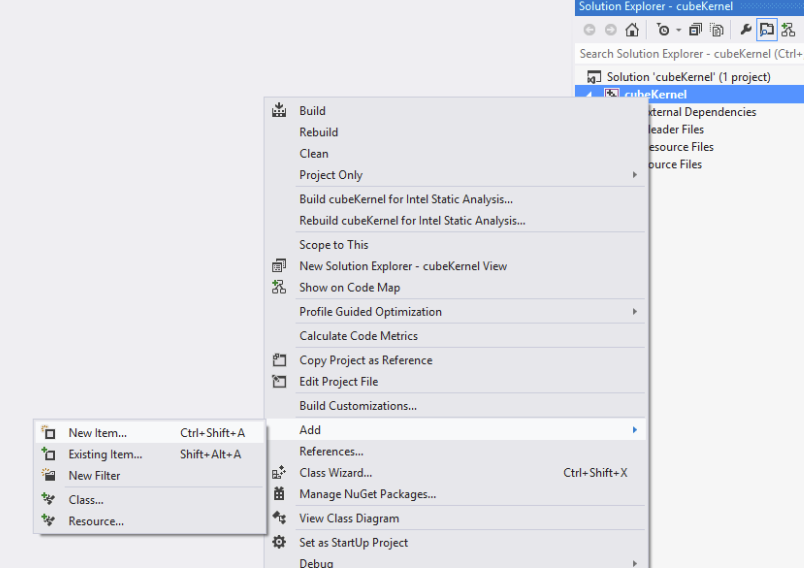 Solution Explorer - cubeKernel
Search Solution Explorer - cubeKernel (Ctrl+
Solution 'cubeKernel' (1 project)
cubeKernel
xternal Dependencies
eader Files
esource Files
ource Files
Build
Rebuild
Clean
Project Only
Build cubeKernel for Intel Static Analysis...
Rebuild cubeKernel for Intel Static Analysis...
Scope to This
New Solution Explorer - cubeKernel View
Show on Code Map
Profile Guided Optimization
Calculate Code Metrics
Copy Project as Reference
Edit Project File
Build Customizations...
Add
References...
Class Wizard... Ctrl+Shift+X
Manage NuGet Packages...
View Class Diagram
Set as StartUp Project
Debug
New Item... Ctrl+Shift+A
Existing Item... Shift+Alt+A
New Filter
Class...
Resource...